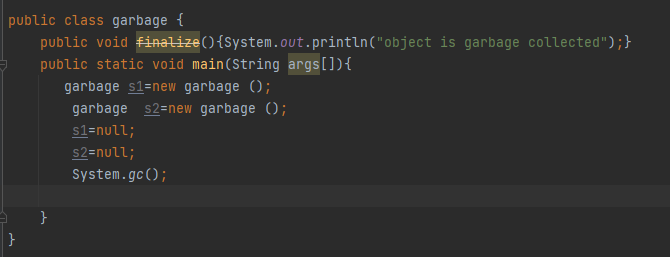 public class garbage {
    public void finalize(){System.out.println("object is garbage collected");}
    public static void main(String args[]){
       garbage s1=new garbage ();
        garbage  s2=new garbage ();
        s1=null;
        s2=null;
        System.gc();
    }
}